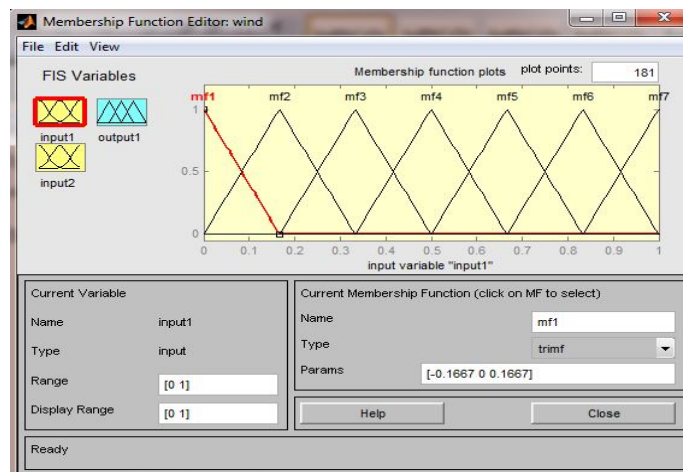 Membership Function Editor: wind
File Edit View
FIS Variables
Membership function plots plot points: 181
mf1 mf2 mf3 mf4 mf5 mf6 mf7
1
input1 output1
0.5
input2
0
0 0.1 0.2 0.3 0.4 0.5 0.6 0.7 0.8 0.9 1
input variable "input1"
Current Variable
Name input1
Type input
Range [0 1]
Display Range [0 1]
Current Membership Function (click on MF to select)
Name mf1
Type trimf
Params [-0.1667 0 0.1667]
Help Close
Ready